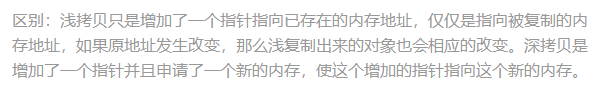 区别：浅拷贝只是增加了一个指针指向已存在的内存地址，仅仅是指向被复制的内
存地址，如果原地址发生改变，那么浅复制出来的对象也会相应的改变。深拷贝是
增加了一个指针并且申请了一个新的内存，使这个增加的指针指向这个新的内存。